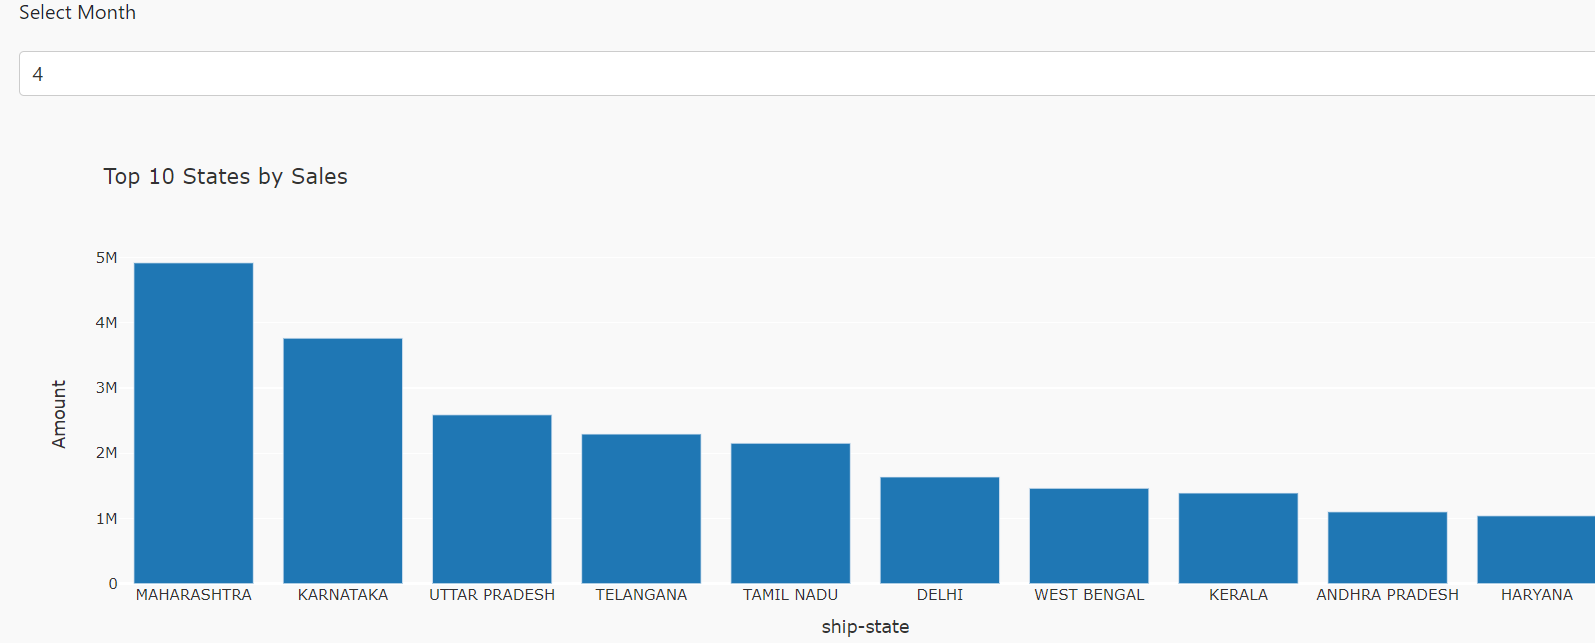 Select Month
4
Top 10 States by Sales
5M
4M
3M
2M
1M
0
Amount
MAHARASHTRA KARNATAKA UTTAR PRADESH TELANGANA TAMIL NADU DELHI WEST BENGAL KERALA ANDHRA PRADESH HARYANA
ship-state